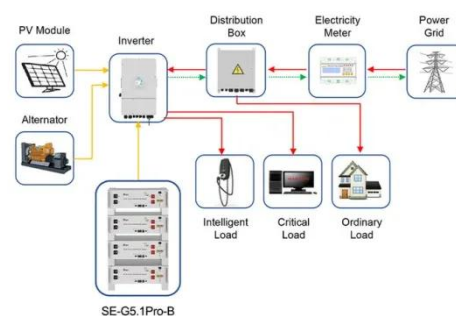 PV Module
Inverter
Distribution
Box
Electricity
Meter
Power
Grid
Alternator
Intelligent
Load
Critical
Load
Ordinary
Load
SE-G5.1Pro-B